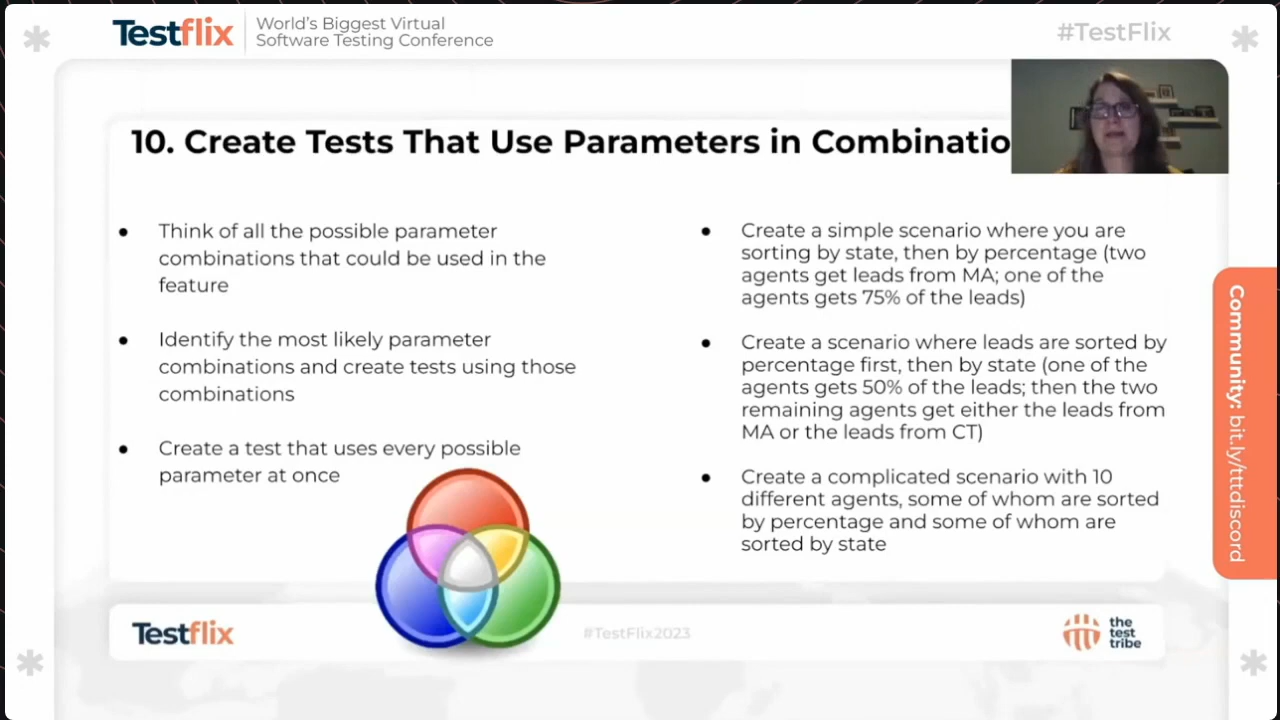 Testflix
World's Biggest Virtual
Software Testing Conference
#TestFlix
10. Create Tests That Use Parameters in Combinatio
● Think of all the possible parameter
combinations that could be used in the
feature
● Identify the most likely parameter
combinations and create tests using those
combinations
● Create a test that uses every possible
parameter at once
● Create a simple scenario where you are
sorting by state, then by percentage (two
agents get leads from MA; one of the
agents gets 75% of the leads)
● Create a scenario where leads are sorted by
percentage first, then by state (one of the
agents gets 50% of the leads; then the two
remaining agents get either the leads from
MA or the leads from CT)
● Create a complicated scenario with 10
different agents, some of whom are sorted
by percentage and some of whom are
sorted by state
Community: bit.ly/tttdiscord
Testflix
#TestFlix2023
the
test
tribe